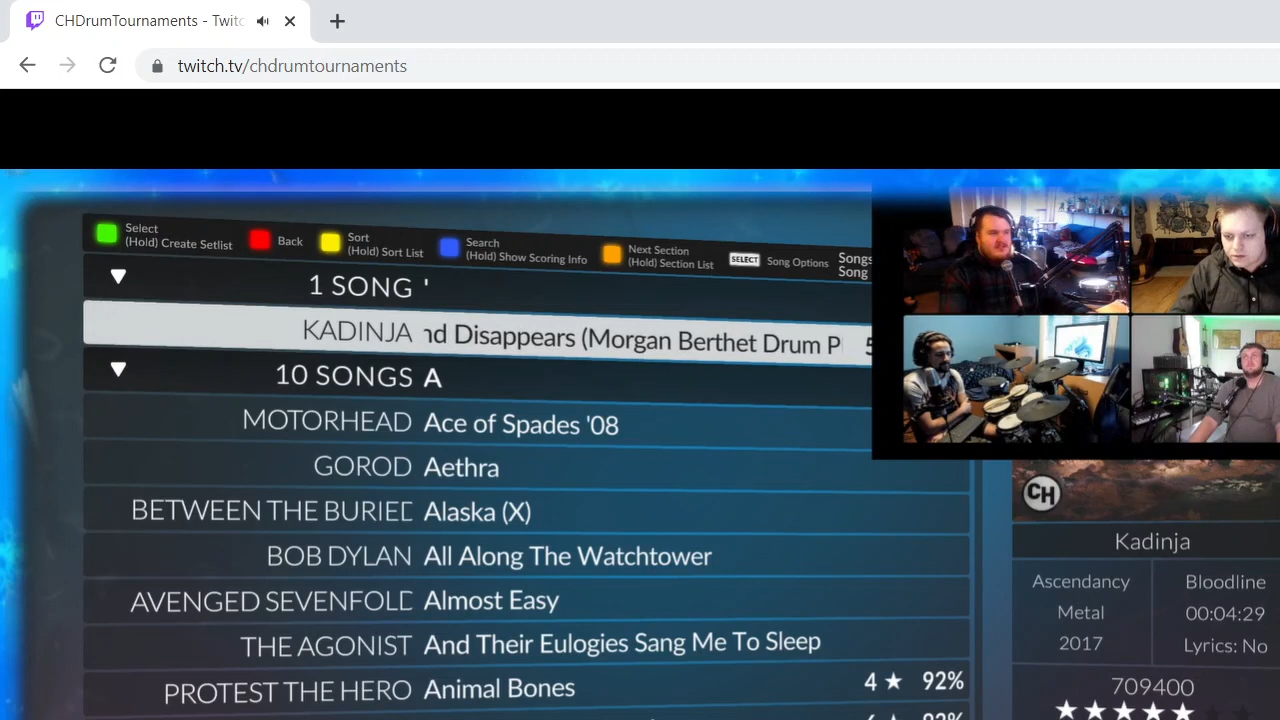 CHDrumTournaments - Twitc
twitch.tv/chdrumtournaments
Select
(Hold) Create Setlist
Back
Sort
(Hold) Sort List
Search
(Hold) Show Scoring Info
Next Section
(Hold) Section List
SELECT
Song Options
Songs
Song
1 SONG '
KADINJA nd Disappears (Morgan Berthet Drum P
10 SONGS A
MOTORHEAD Ace of Spades '08
GOROD Aethra
BETWEEN THE BURIED Alaska (X)
BOB DYLAN All Along The Watchtower
AVENGED SEVENFOLD Almost Easy
THE AGONIST And Their Eulogies Sang Me To Sleep
PROTEST THE HERO Animal Bones 4 ★ 92%
CH
Kadinja
Ascendancy
Metal
2017
Bloodline
00:04:29
Lyrics: No
709400